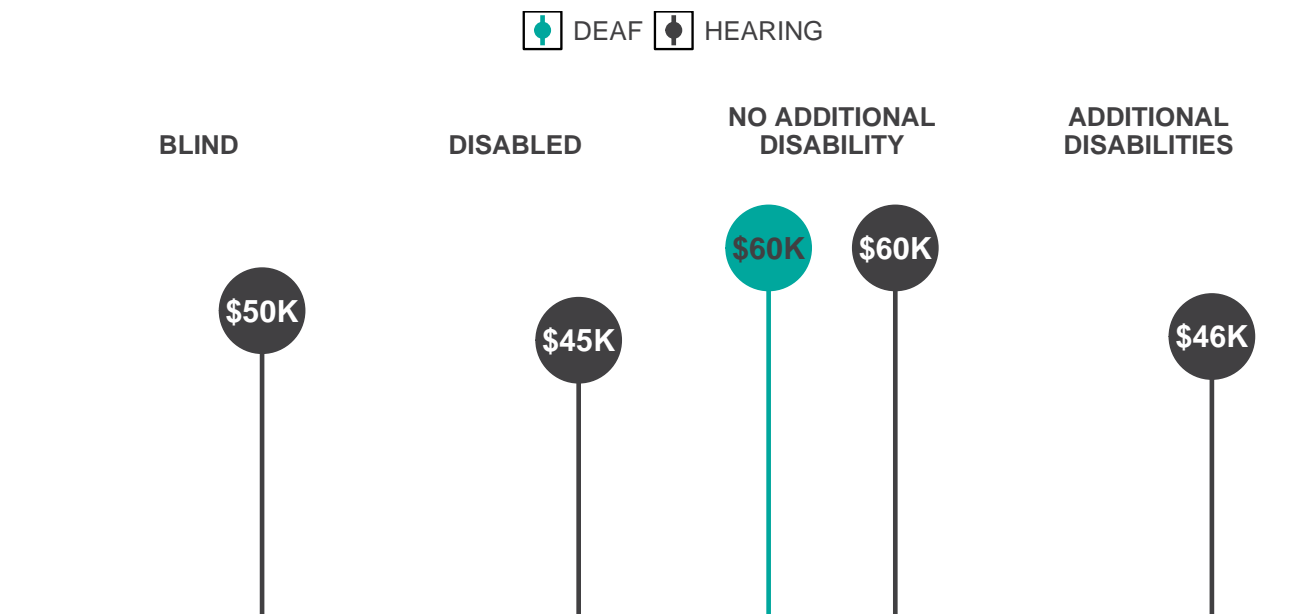 DEAF HEARING
BLIND
DISABLED
NO ADDITIONAL
DISABILITY
ADDITIONAL
DISABILITIES
$50K
$45K
$60K
$60K
$46K